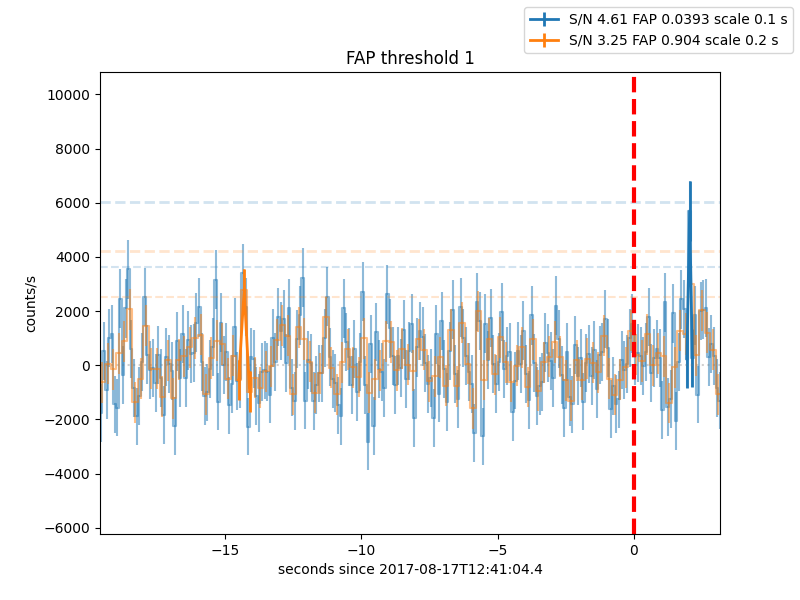 S/N 4.61 FAP 0.0393 scale 0.1 s
S/N 3.25 FAP 0.904 scale 0.2 s
FAP threshold 1
10000
8000
6000
4000
2000
0
−2000
−4000
−6000
counts/s
−15
−10
−5
0
seconds since 2017-08-17T12:41:04.4